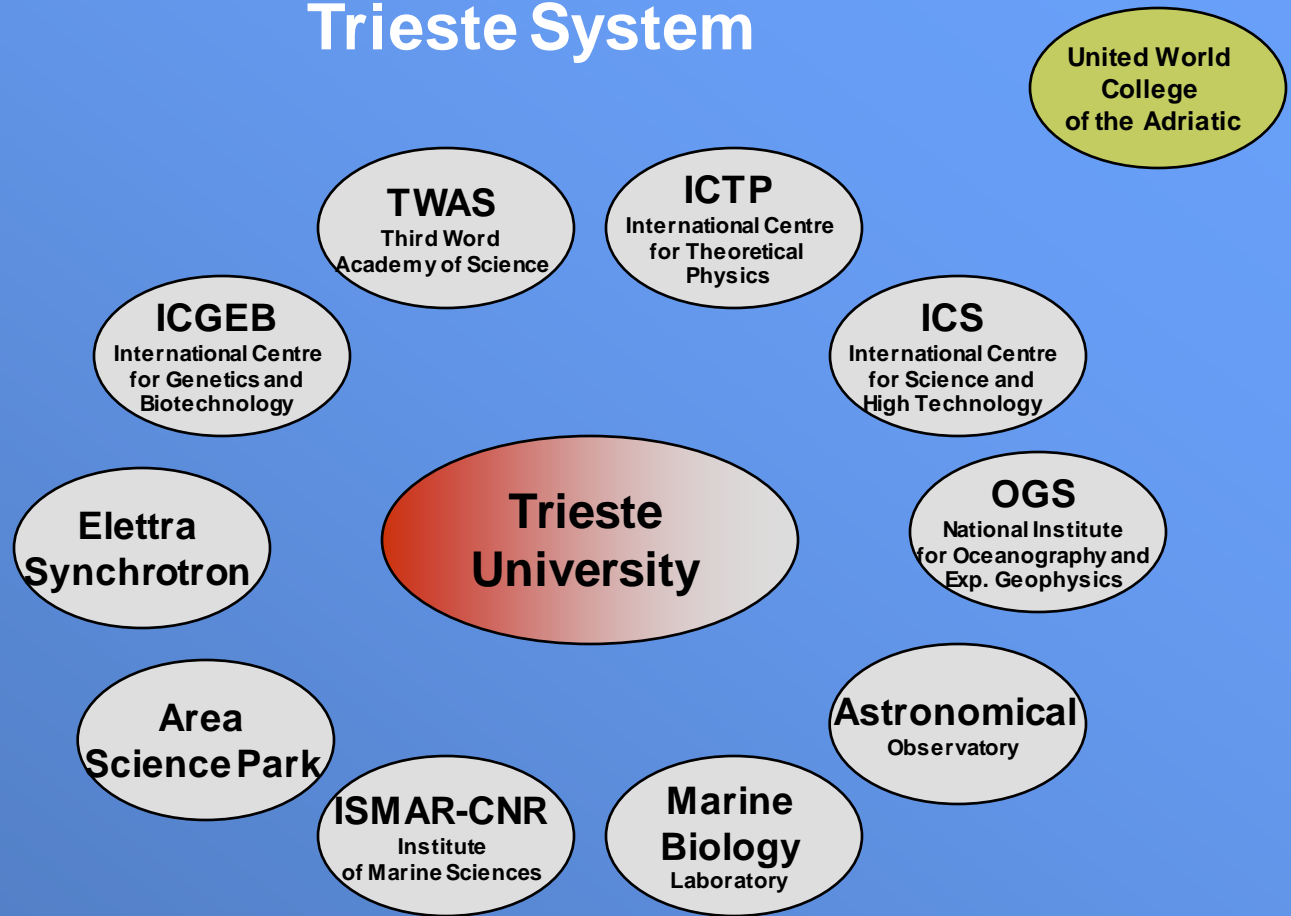 Trieste System
United World
College
of the Adriatic
TWAS
Third Word
Academy of Science
ICTP
International Centre
for Theoretical
Physics
ICGEB
International Centre
for Genetics and
Biotechnology
ICS
International Centre
for Science and
High Technology
Elettra
Synchrotron
Trieste
University
OGS
National Institute
for Oceanography and
Exp. Geophysics
Area
Science Park
Astronomical
Observatory
ISMAR-CNR
Institute
of Marine Sciences
Marine
Biology
Laboratory